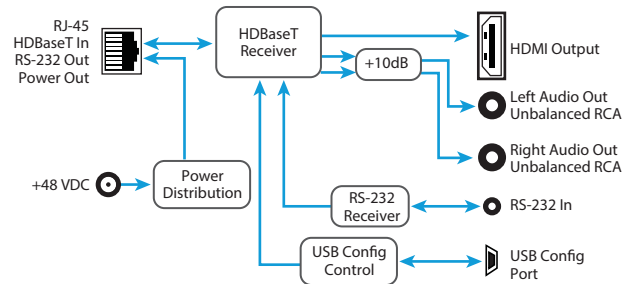 RJ-45
HDBaseT In
RS-232 Out
Power Out
HDBaseT
Receiver
+10dB
HDMI Output
Left Audio Out
Unbalanced RCA
Right Audio Out
Unbalanced RCA
+48 VDC
Power
Distribution
RS-232
Receiver
RS-232 In
USB Config
Control
USB Config
Port